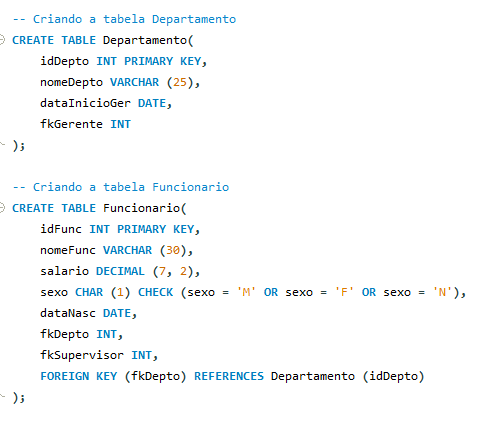 -- Criando a tabela Departamento
CREATE TABLE Departamento(
idDepto INT PRIMARY KEY,
nomeDepto VARCHAR (25),
dataInicioGer DATE,
fkGerente INT
);
-- Criando a tabela Funcionario
CREATE TABLE Funcionario(
idFunc INT PRIMARY KEY,
nomeFunc VARCHAR (30),
salario DECIMAL (7, 2),
sexo CHAR (1) CHECK (sexo = 'M' OR sexo = 'F' OR sexo = 'N'),
dataNasc DATE,
fkDepto INT,
fkSupervisor INT,
FOREIGN KEY (fkDepto) REFERENCES Departamento (idDepto)
);